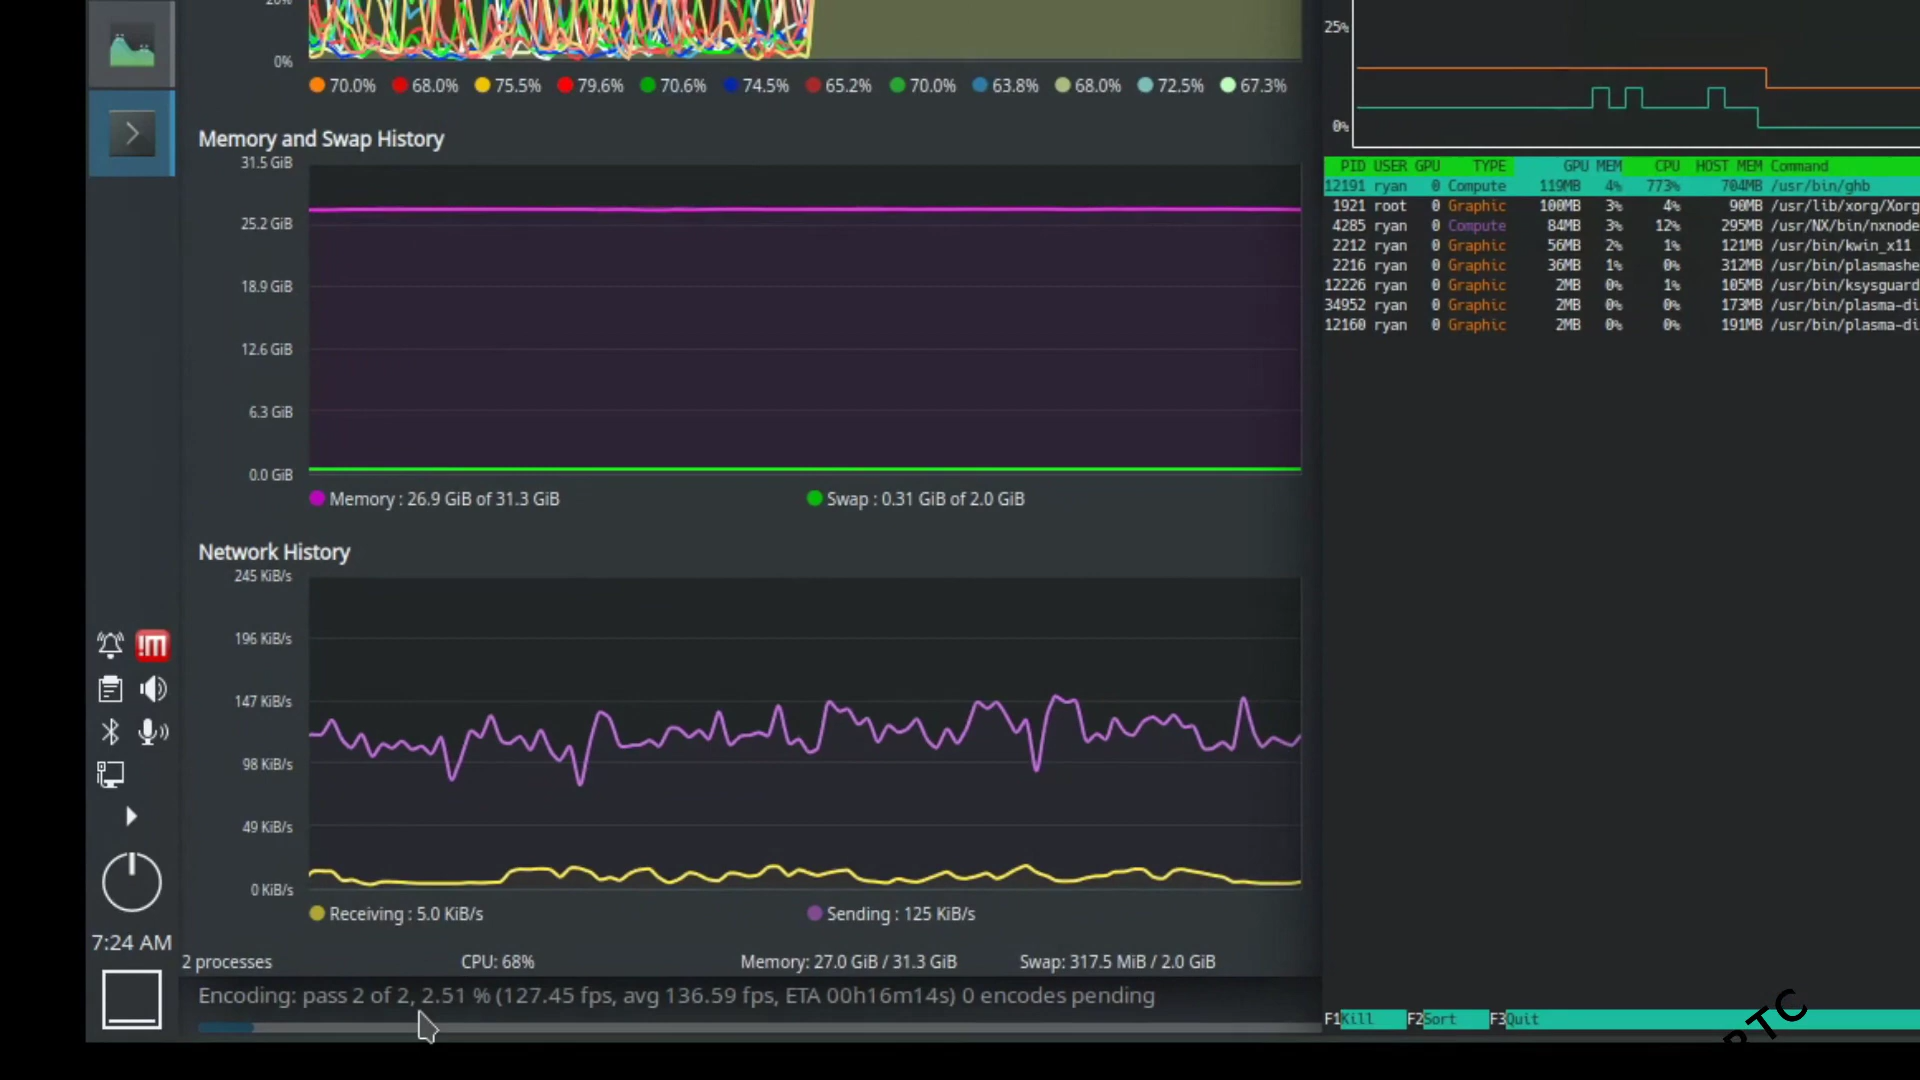 20%
0%
70.0% 68.0% 75.5% 79.6% 70.6% 74.5% 65.2% 70.0% 63.8% 68.0% 72.5% 67.3%
Memory and Swap History
31.5 GiB
25.2 GiB
18.9 GiB
12.6 GiB
6.3 GiB
0.0 GiB
Memory : 26.9 GiB of 31.3 GiB Swap : 0.31 GiB of 2.0 GiB
Network History
245 KiB/s
196 KiB/s
147 KiB/s
98 KiB/s
49 KiB/s
0 KiB/s
Receiving : 5.0 KiB/s Sending : 125 KiB/s
2 processes CPU: 68% Memory: 27.0 GiB / 31.3 GiB Swap: 317.5 MiB / 2.0 GiB
Encoding: pass 2 of 2, 2.51 % (127.45 fps, avg 136.59 fps, ETA 00h16m14s) 0 encodes pending
!m
7:24 AM
25%
0%
PID USER GPU TYPE GPU MEM CPU HOST MEM Command
12191 ryan 0 Compute 119MB 4% 773% 704MB /usr/bin/ghb
1921 root 0 Graphic 100MB 3% 4% 90MB /usr/lib/xorg/Xorg
4285 ryan 0 Compute 84MB 3% 12% 295MB /usr/NX/bin/nxnode
2212 ryan 0 Graphic 56MB 2% 1% 121MB /usr/bin/kwin_x11
2216 ryan 0 Graphic 36MB 1% 0% 312MB /usr/bin/plasmashe
12226 ryan 0 Graphic 2MB 0% 1% 105MB /usr/bin/ksysguard
34952 ryan 0 Graphic 2MB 0% 0% 173MB /usr/bin/plasma-di
12160 ryan 0 Graphic 2MB 0% 0% 191MB /usr/bin/plasma-di
F1Kill F2Sort F3Quit
RTC